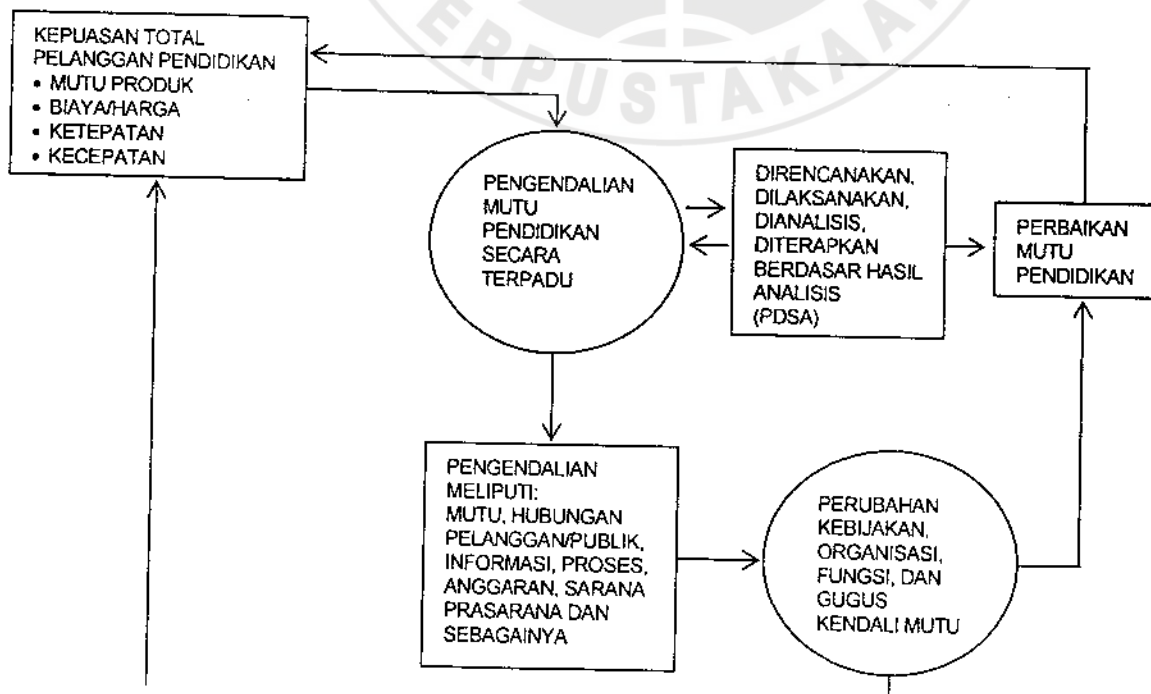 ERPUSTAKAA
KEPUASAN TOTAL
PELANGGAN PENDIDIKAN
• MUTU PRODUK
• BIAYA/HARGA
• KETEPATAN
• KECEPATAN
PENGENDALIAN
MUTU
PENDIDIKAN
SECARA
TERPADU
DIRENCANAKAN,
DILAKSANAKAN,
DIANALISIS,
DITERAPKAN
BERDASAR HASIL
ANALISIS
(PDSA)
PERBAIKAN
MUTU
PENDIDIKAN
PENGENDALIAN
MELIPUTI:
MUTU, HUBUNGAN
PELANGGAN/PUBLIK,
INFORMASI, PROSES,
ANGGARAN, SARANA
PRASARANA DAN
SEBAGAINYA
PERUBAHAN
KEBIJAKAN,
ORGANISASI,
FUNGSI, DAN
GUGUS
KENDALI MUTU